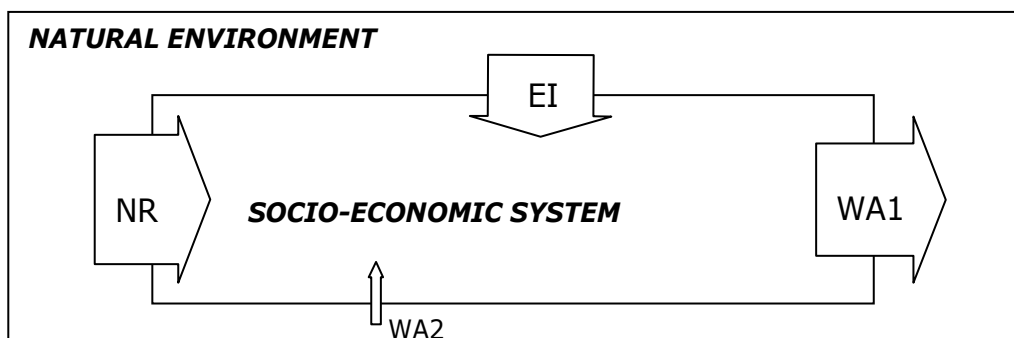 NATURAL ENVIRONMENT
EI
NR
SOCIO-ECONOMIC SYSTEM
WA1
WA2